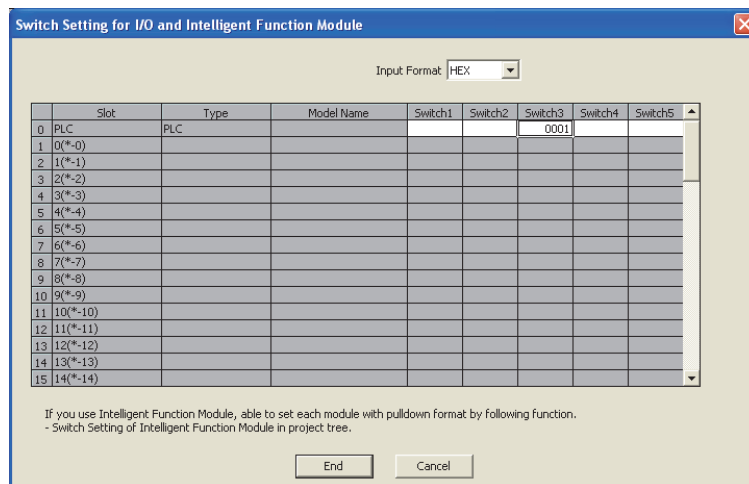 Switch Setting for I/O and Intelligent Function Module
Input Format HEX
Slot Type Model Name Switch1 Switch2 Switch3 Switch4 Switch5
0 PLC PLC 0001
1 0(*-0)
2 1(*-1)
3 2(*-2)
4 3(*-3)
5 4(*-4)
6 5(*-5)
7 6(*-6)
8 7(*-7)
9 8(*-8)
10 9(*-9)
11 10(*-10)
12 11(*-11)
13 12(*-12)
14 13(*-13)
15 14(*-14)
If you use Intelligent Function Module, able to set each module with pulldown format by following function.
- Switch Setting of Intelligent Function Module in project tree.
End Cancel